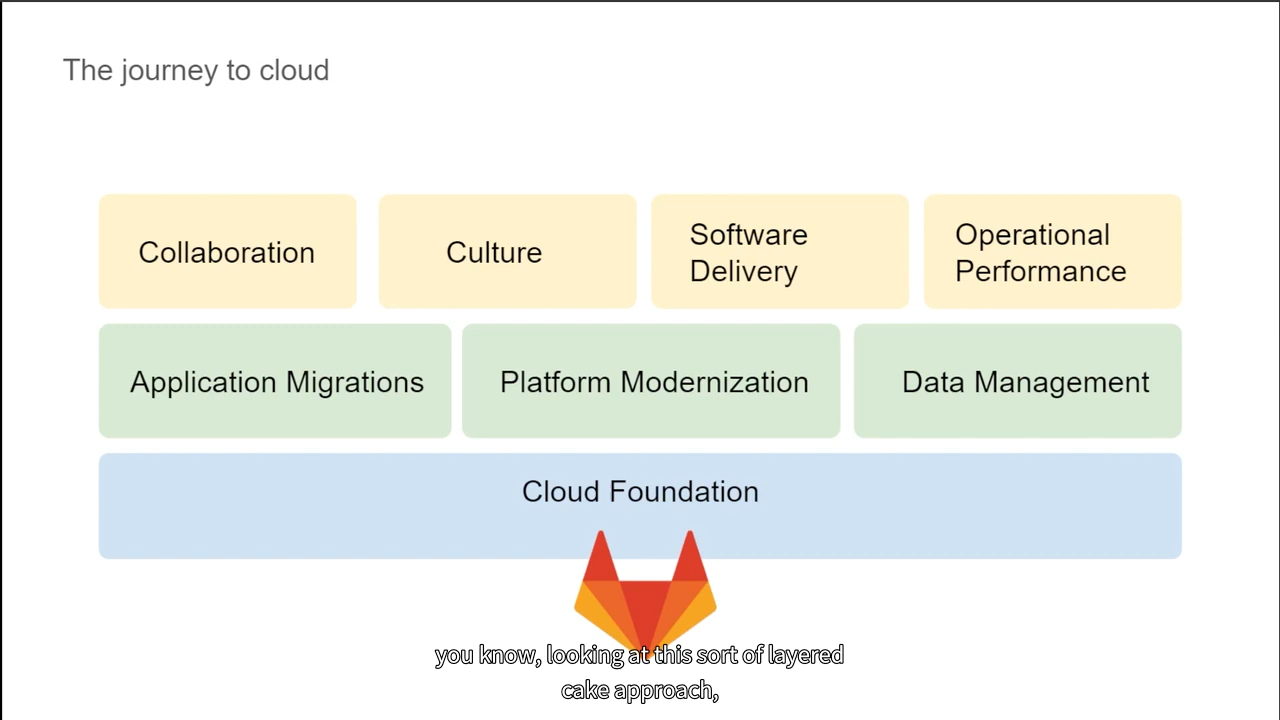 The journey to cloud
Collaboration
Culture
Software
Delivery
Operational
Performance
Application Migrations
Platform Modernization
Data Management
Cloud Foundation
you know, looking at this sort of layered
cake approach,